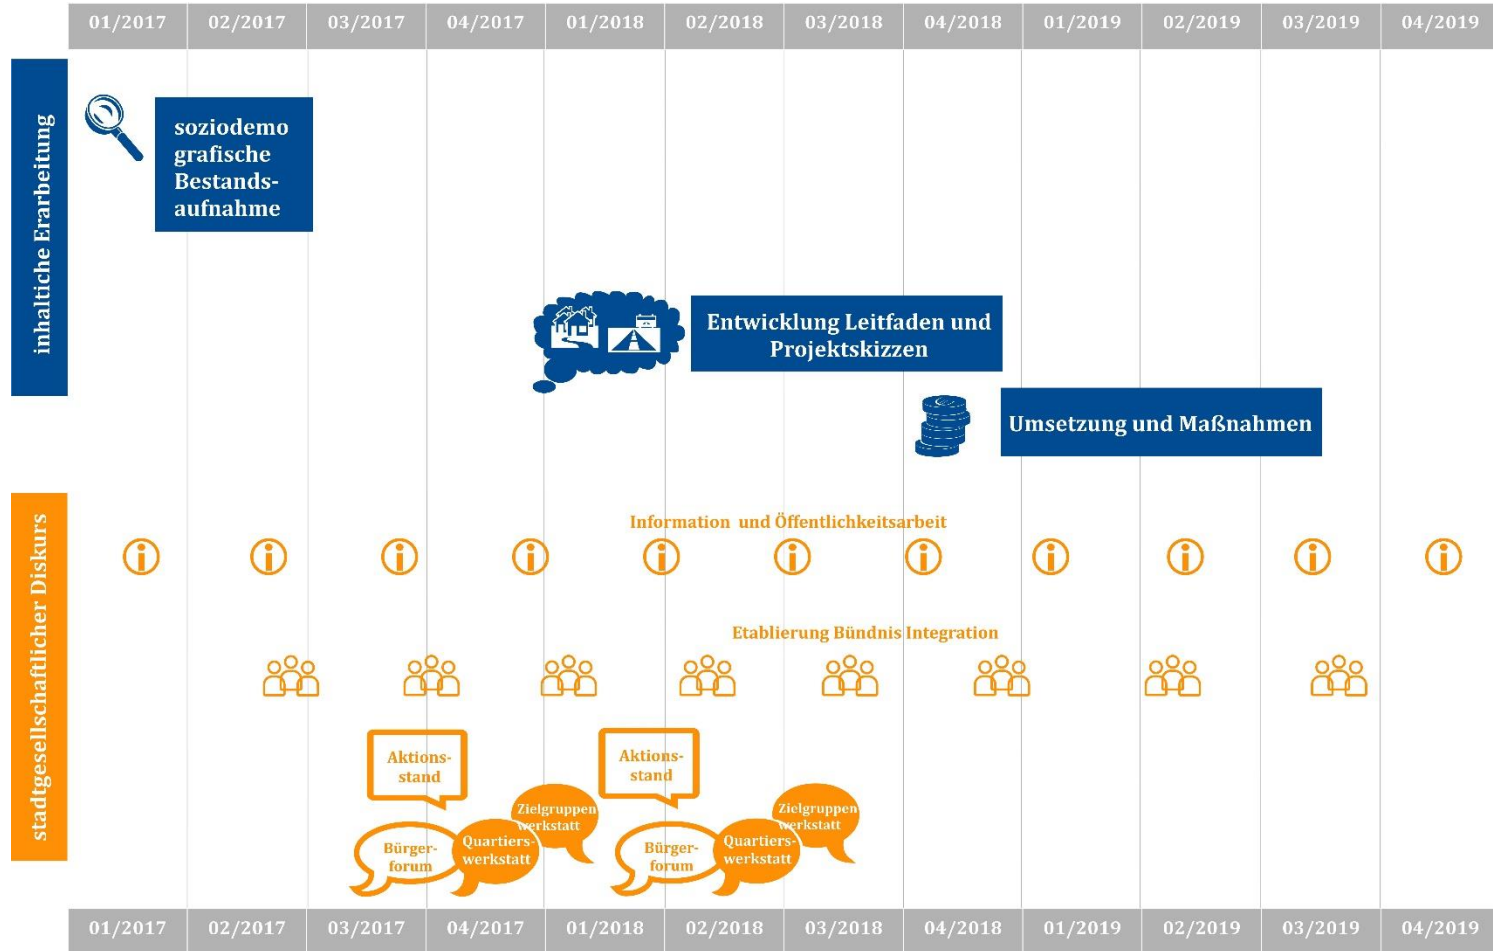 01/2017 02/2017 03/2017 04/2017 01/2018 02/2018 03/2018 04/2018 01/2019 02/2019 03/2019 04/2019
inhaltiche Erarbeitung
soziodemo
grafische
Bestands-
aufnahme
Entwicklung Leitfaden und
Projektskizzen
Umsetzung und Maßnahmen
stadtgesellschaftlicher Diskurs
Information und Öffentlichkeitsarbeit
Etablierung Bündnis Integration
Aktions-
stand
Zielgruppen
werkstatt
Bürger-
forum
Quartiers-
werkstatt
Aktions-
stand
Zielgruppen
werkstatt
Bürger-
forum
Quartiers-
werkstatt
01/2017 02/2017 03/2017 04/2017 01/2018 02/2018 03/2018 04/2018 01/2019 02/2019 03/2019 04/2019